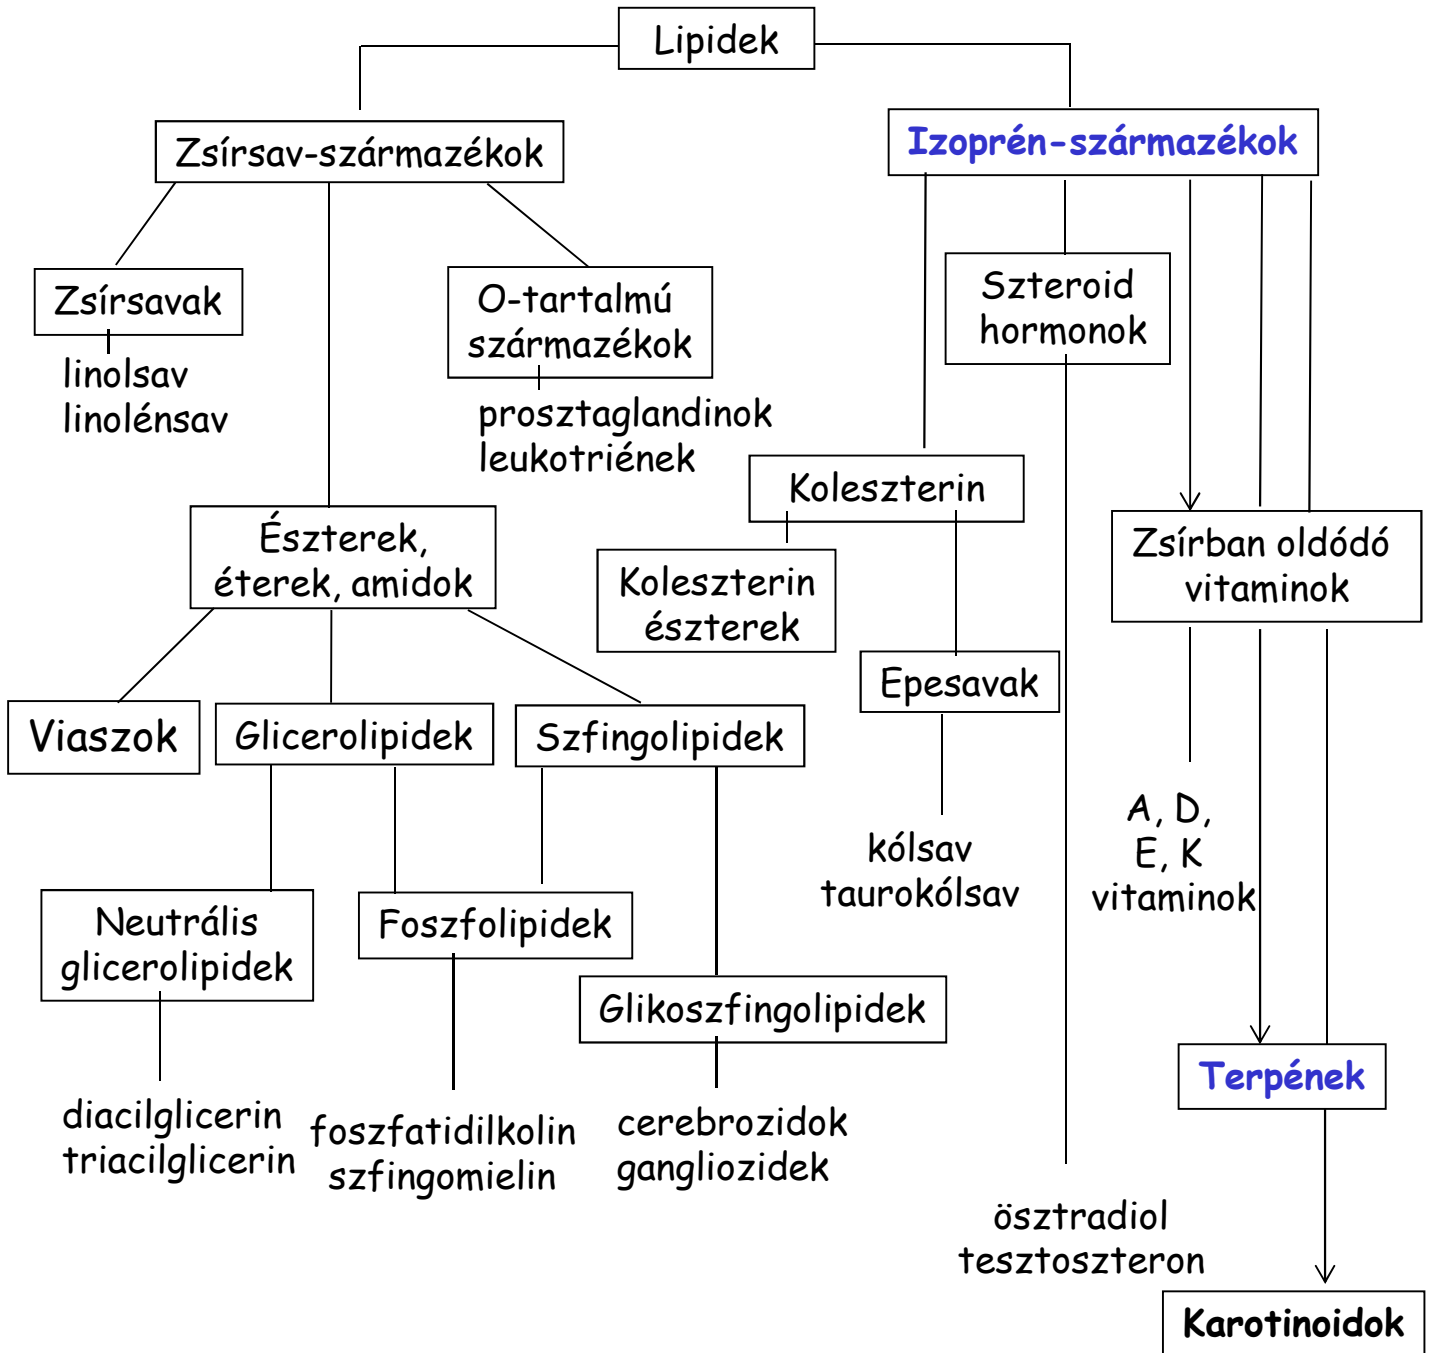 Lipidek
Zsírsav-származékok
Izoprén-származékok
Zsírsavak
linolsav
linolénsav
O-tartalmú
származékok
prosztaglandinok
leukotriének
Szteroid
hormonok
Koleszterin
Koleszterin
észterek
Észterek,
éterek, amidok
Zsírban oldódó
vitaminok
Epesavak
Viaszok
Glicerolipidek
Szfingolipidek
kólsav
taurokólsav
A, D,
E, K
vitaminok
Neutrális
glicerolipidek
Foszfolipidek
Glikoszfingolipidek
Terpének
diacilglicerin
triacilglicerin
foszfatidilkolin
szfingomielin
cerebrozidok
gangliozidek
ösztradiol
tesztoszteron
Karotinoidok